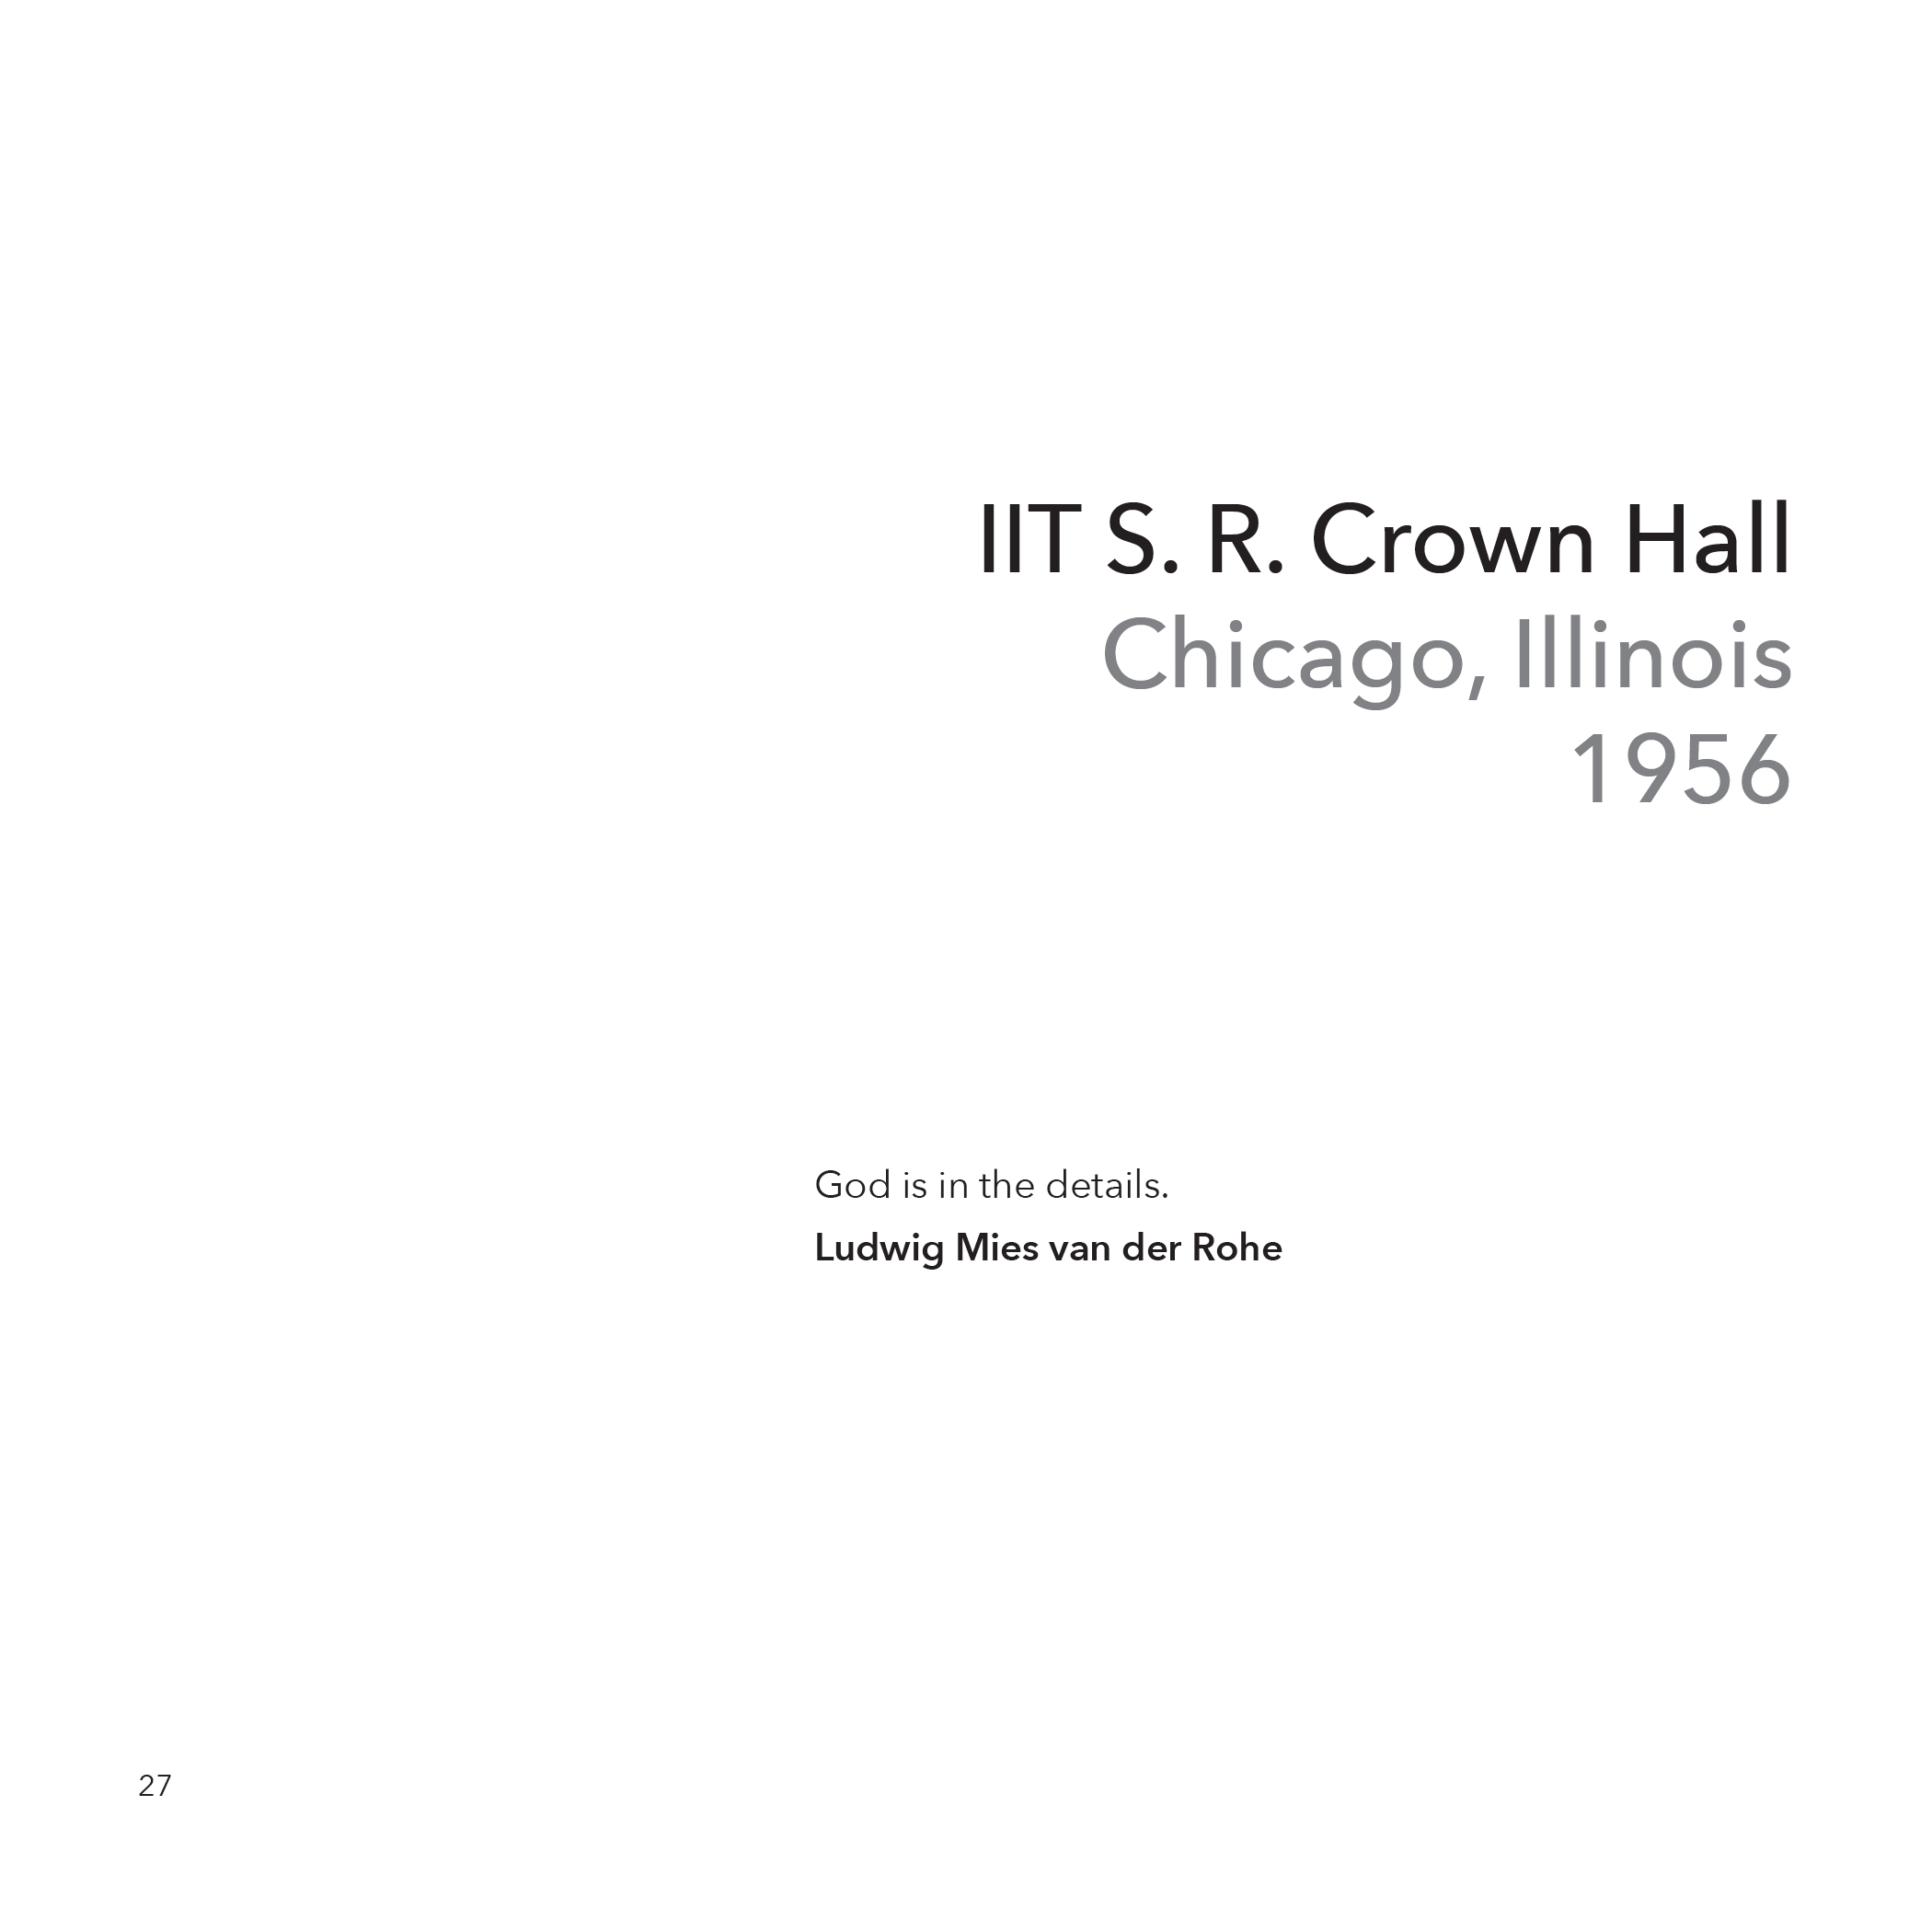 IIT S. R. Crown Hall
Chicago, Illinois
1956
God is in the details.
Ludwig Mies van der Rohe
27